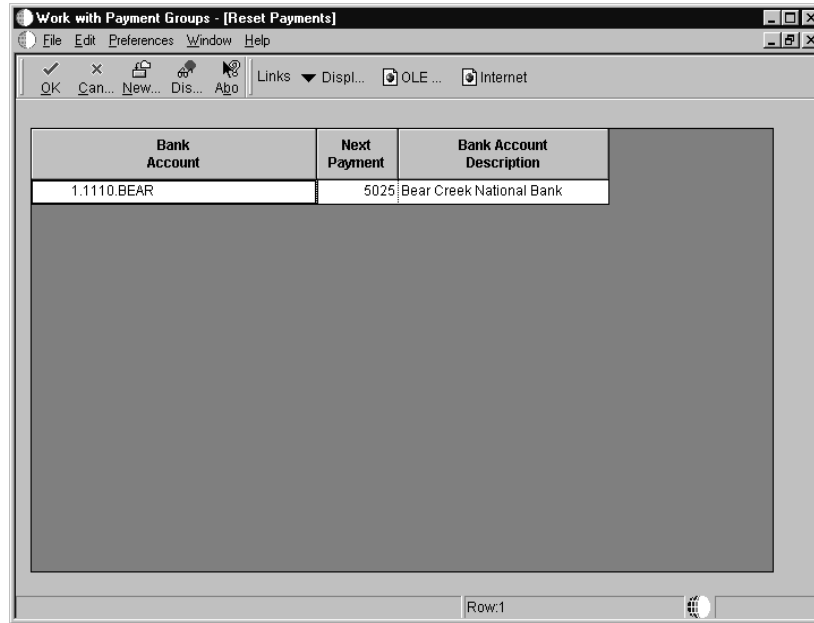 Work with Payment Groups - [Reset Payments]
File Edit Preferences Window Help
OK Can... New... Dis... Abo Links Displ... OLE ... Internet
Bank Account Next Payment Bank Account Description
1.1110.BEAR 5025 Bear Creek National Bank
Row:1